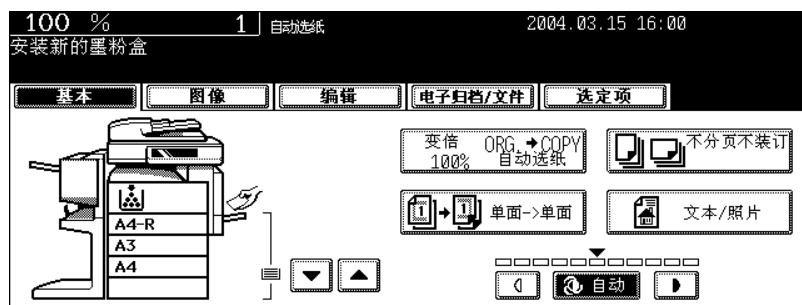 100 % 1 自动选纸 2004.03.15 16:00
安装新的墨粉盒
基本 图像 编辑 电子归档/文件 选定项
变倍 ORG.➔COPY
100% 自动选纸
不分页不装订
1➔1 单面->单面
文本/照片
A4-R
A3
A4
自动